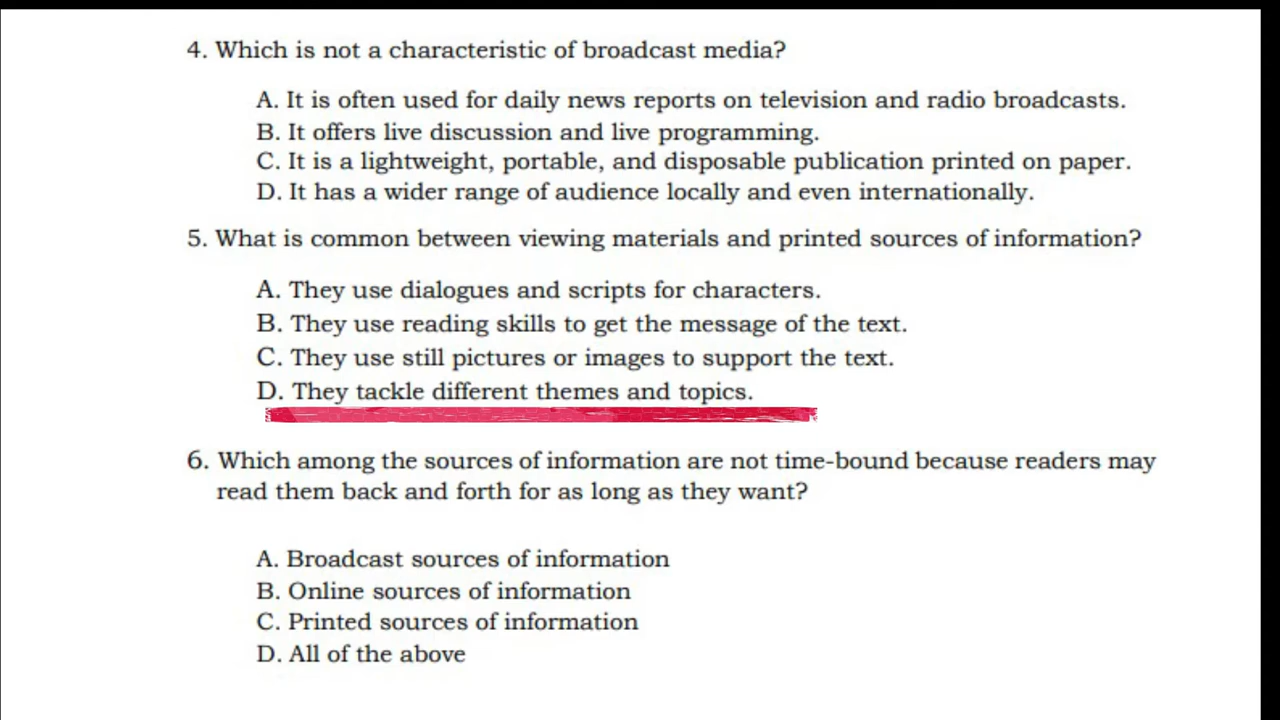 4. Which is not a characteristic of broadcast media?
A. It is often used for daily news reports on television and radio broadcasts.
B. It offers live discussion and live programming.
C. It is a lightweight, portable, and disposable publication printed on paper.
D. It has a wider range of audience locally and even internationally.
5. What is common between viewing materials and printed sources of information?
A. They use dialogues and scripts for characters.
B. They use reading skills to get the message of the text.
C. They use still pictures or images to support the text.
D. They tackle different themes and topics.
6. Which among the sources of information are not time-bound because readers may
read them back and forth for as long as they want?
A. Broadcast sources of information
B. Online sources of information
C. Printed sources of information
D. All of the above